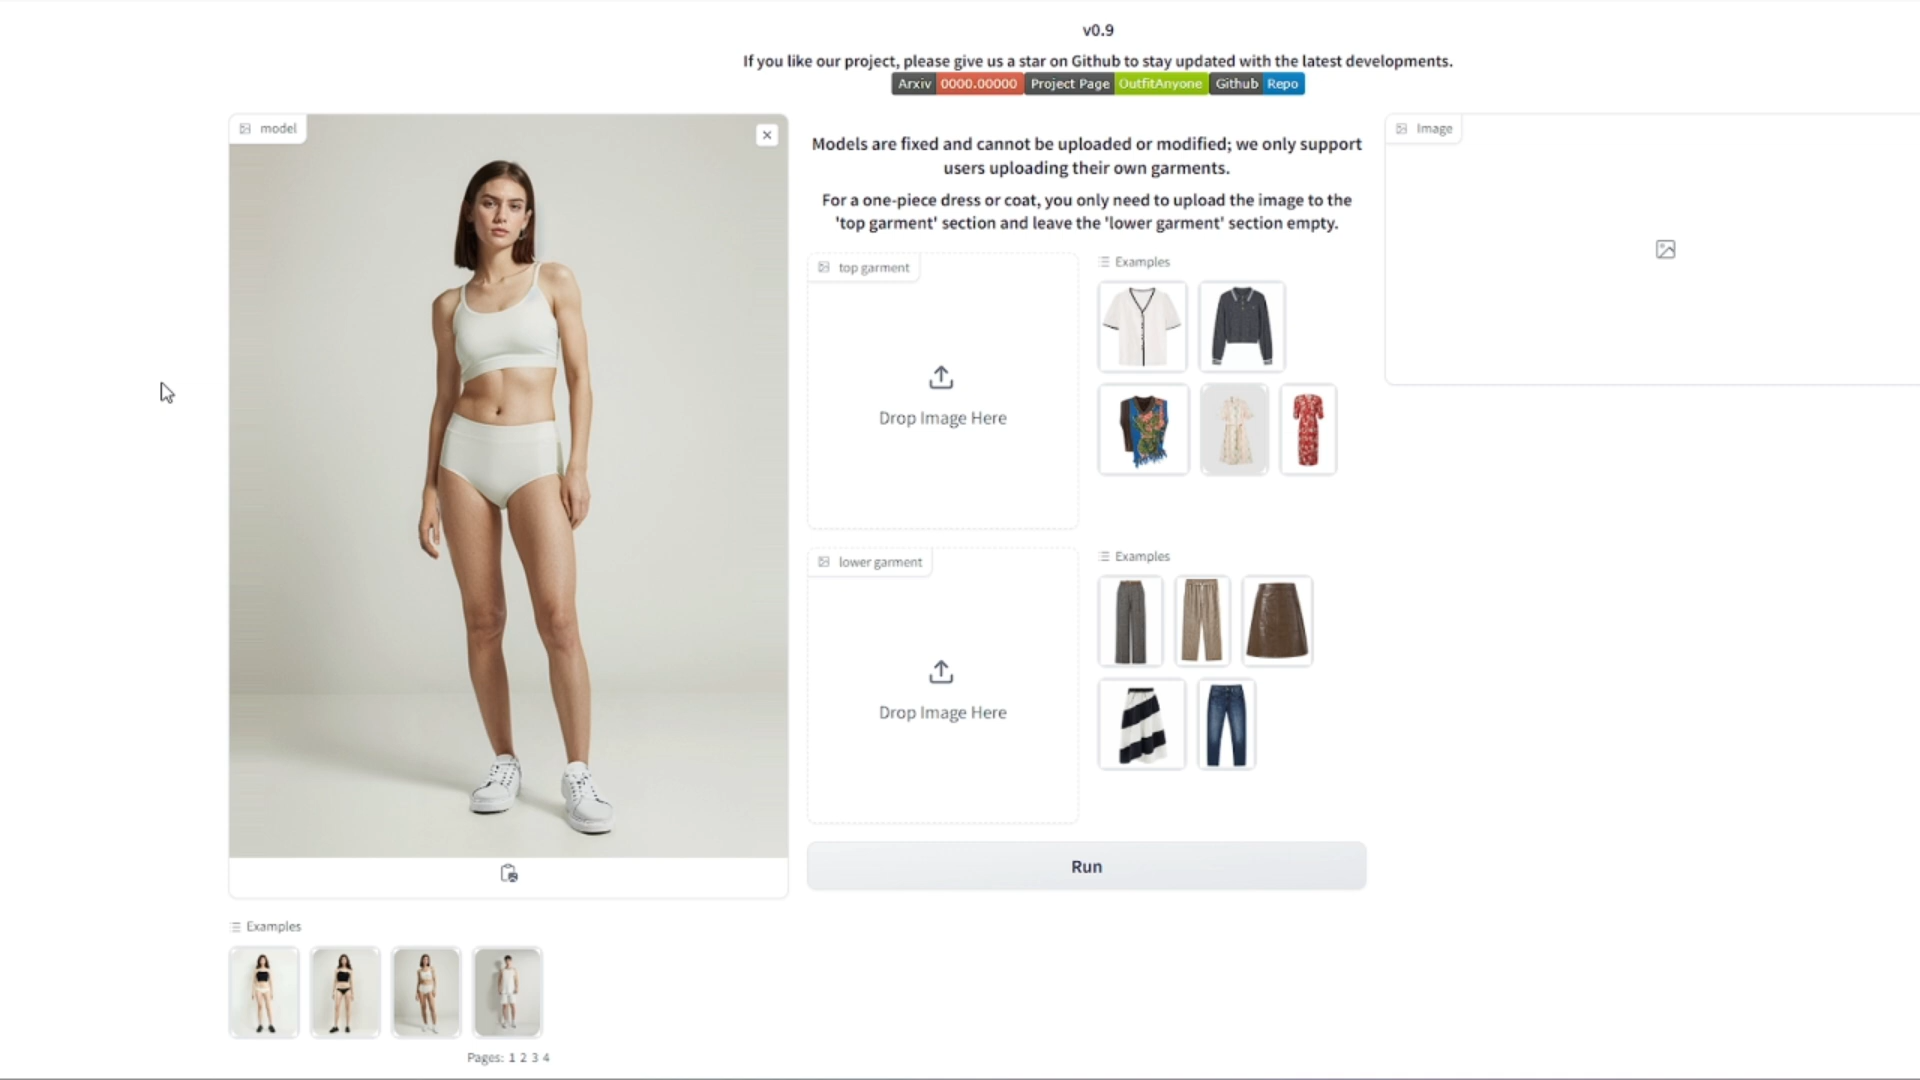 v0.9
If you like our project, please give us a star on Github to stay updated with the latest developments.
Arxiv 0000.00000 Project Page OutfitAnyone Github Repo
model
Models are fixed and cannot be uploaded or modified; we only support
users uploading their own garments.
For a one-piece dress or coat, you only need to upload the image to the
'top garment' section and leave the 'lower garment' section empty.
top garment
Drop Image Here
Examples
lower garment
Drop Image Here
Examples
Run
Image
Examples
Pages: 1 2 3 4